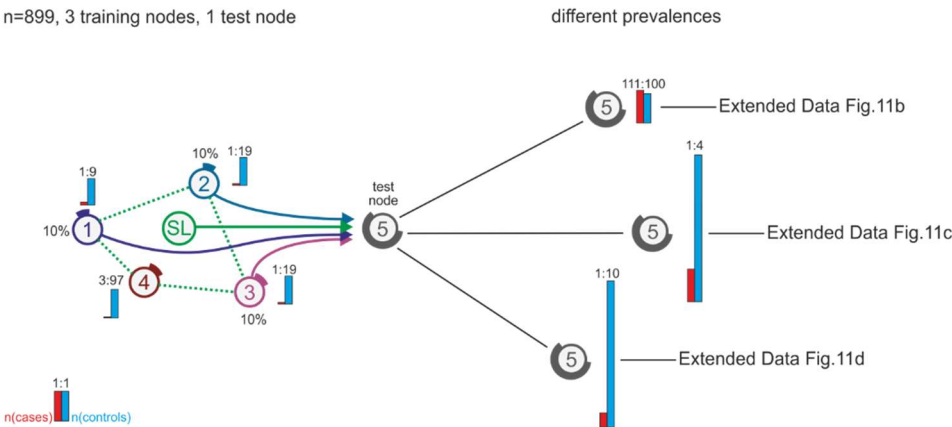 n=899, 3 training nodes, 1 test node
different prevalences
111:100
5
Extended Data Fig.11b
1:9
10%
1
10%
1:19
2
SL
3:97
4
1:19
3
10%
test
node
5
1:4
5
Extended Data Fig.11c
1:10
5
Extended Data Fig.11d
1:1
n(cases)
n(controls)